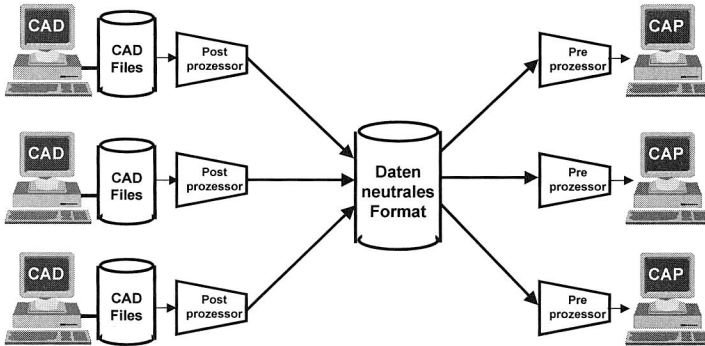 CAD
CAD
Files
Post
prozessor
Pre
prozessor
CAP
CAD
CAD
Files
Post
prozessor
Daten
neutrales
Format
Pre
prozessor
CAP
CAD
CAD
Files
Post
prozessor
Pre
prozessor
CAP